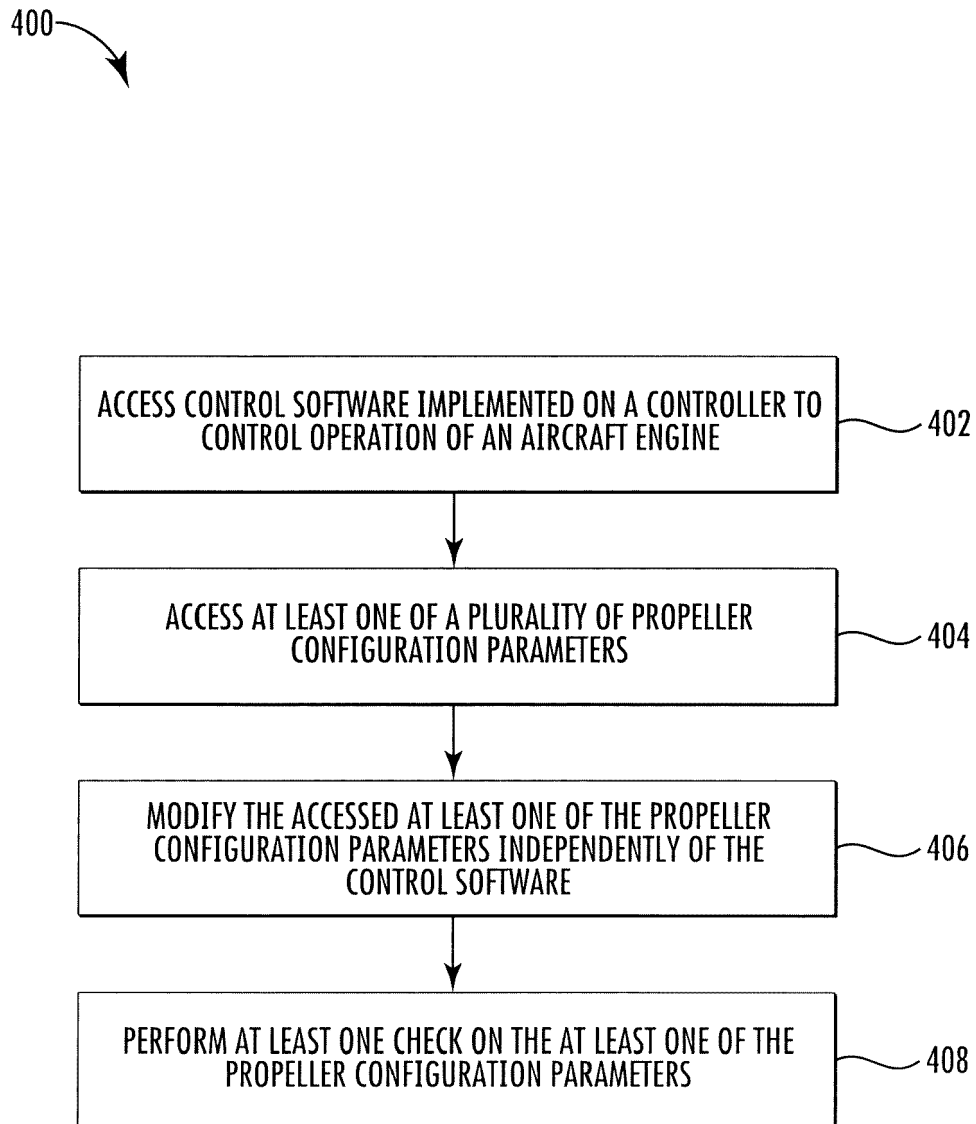 400
ACCESS CONTROL SOFTWARE IMPLEMENTED ON A CONTROLLER TO
CONTROL OPERATION OF AN AIRCRAFT ENGINE
402
ACCESS AT LEAST ONE OF A PLURALITY OF PROPELLER
CONFIGURATION PARAMETERS
404
MODIFY THE ACCESSED AT LEAST ONE OF THE PROPELLER
CONFIGURATION PARAMETERS INDEPENDENTLY OF THE
CONTROL SOFTWARE
406
PERFORM AT LEAST ONE CHECK ON THE AT LEAST ONE OF THE
PROPELLER CONFIGURATION PARAMETERS
408